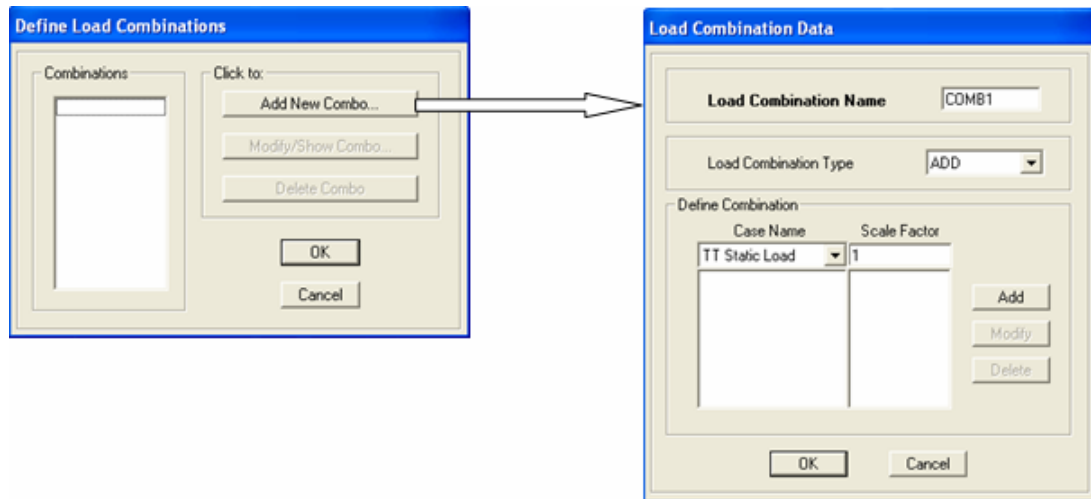 Define Load Combinations
Combinations
Click to:
Add New Combo...
Modify/Show Combo...
Delete Combo
OK
Cancel
Load Combination Data
Load Combination Name
COMB1
Load Combination Type
ADD
Define Combination
Case Name
Scale Factor
TT Static Load
1
Add
Modify
Delete
OK
Cancel